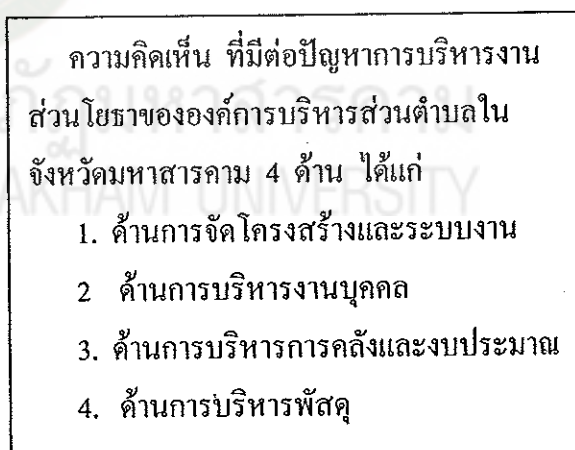 ความคิดเห็น ที่มีต่อปัญหาการบริหารงาน
ส่วนโยธาขององค์การบริหารส่วนตำบลใน
จังหวัดมหาสารคาม 4 ด้าน ได้แก่
1. ด้านการจัดโครงสร้างและระบบงาน
2 ด้านการบริหารงานบุคคล
3. ด้านการบริหารการคลังและงบประมาณ
4. ด้านการบริหารพัสดุ